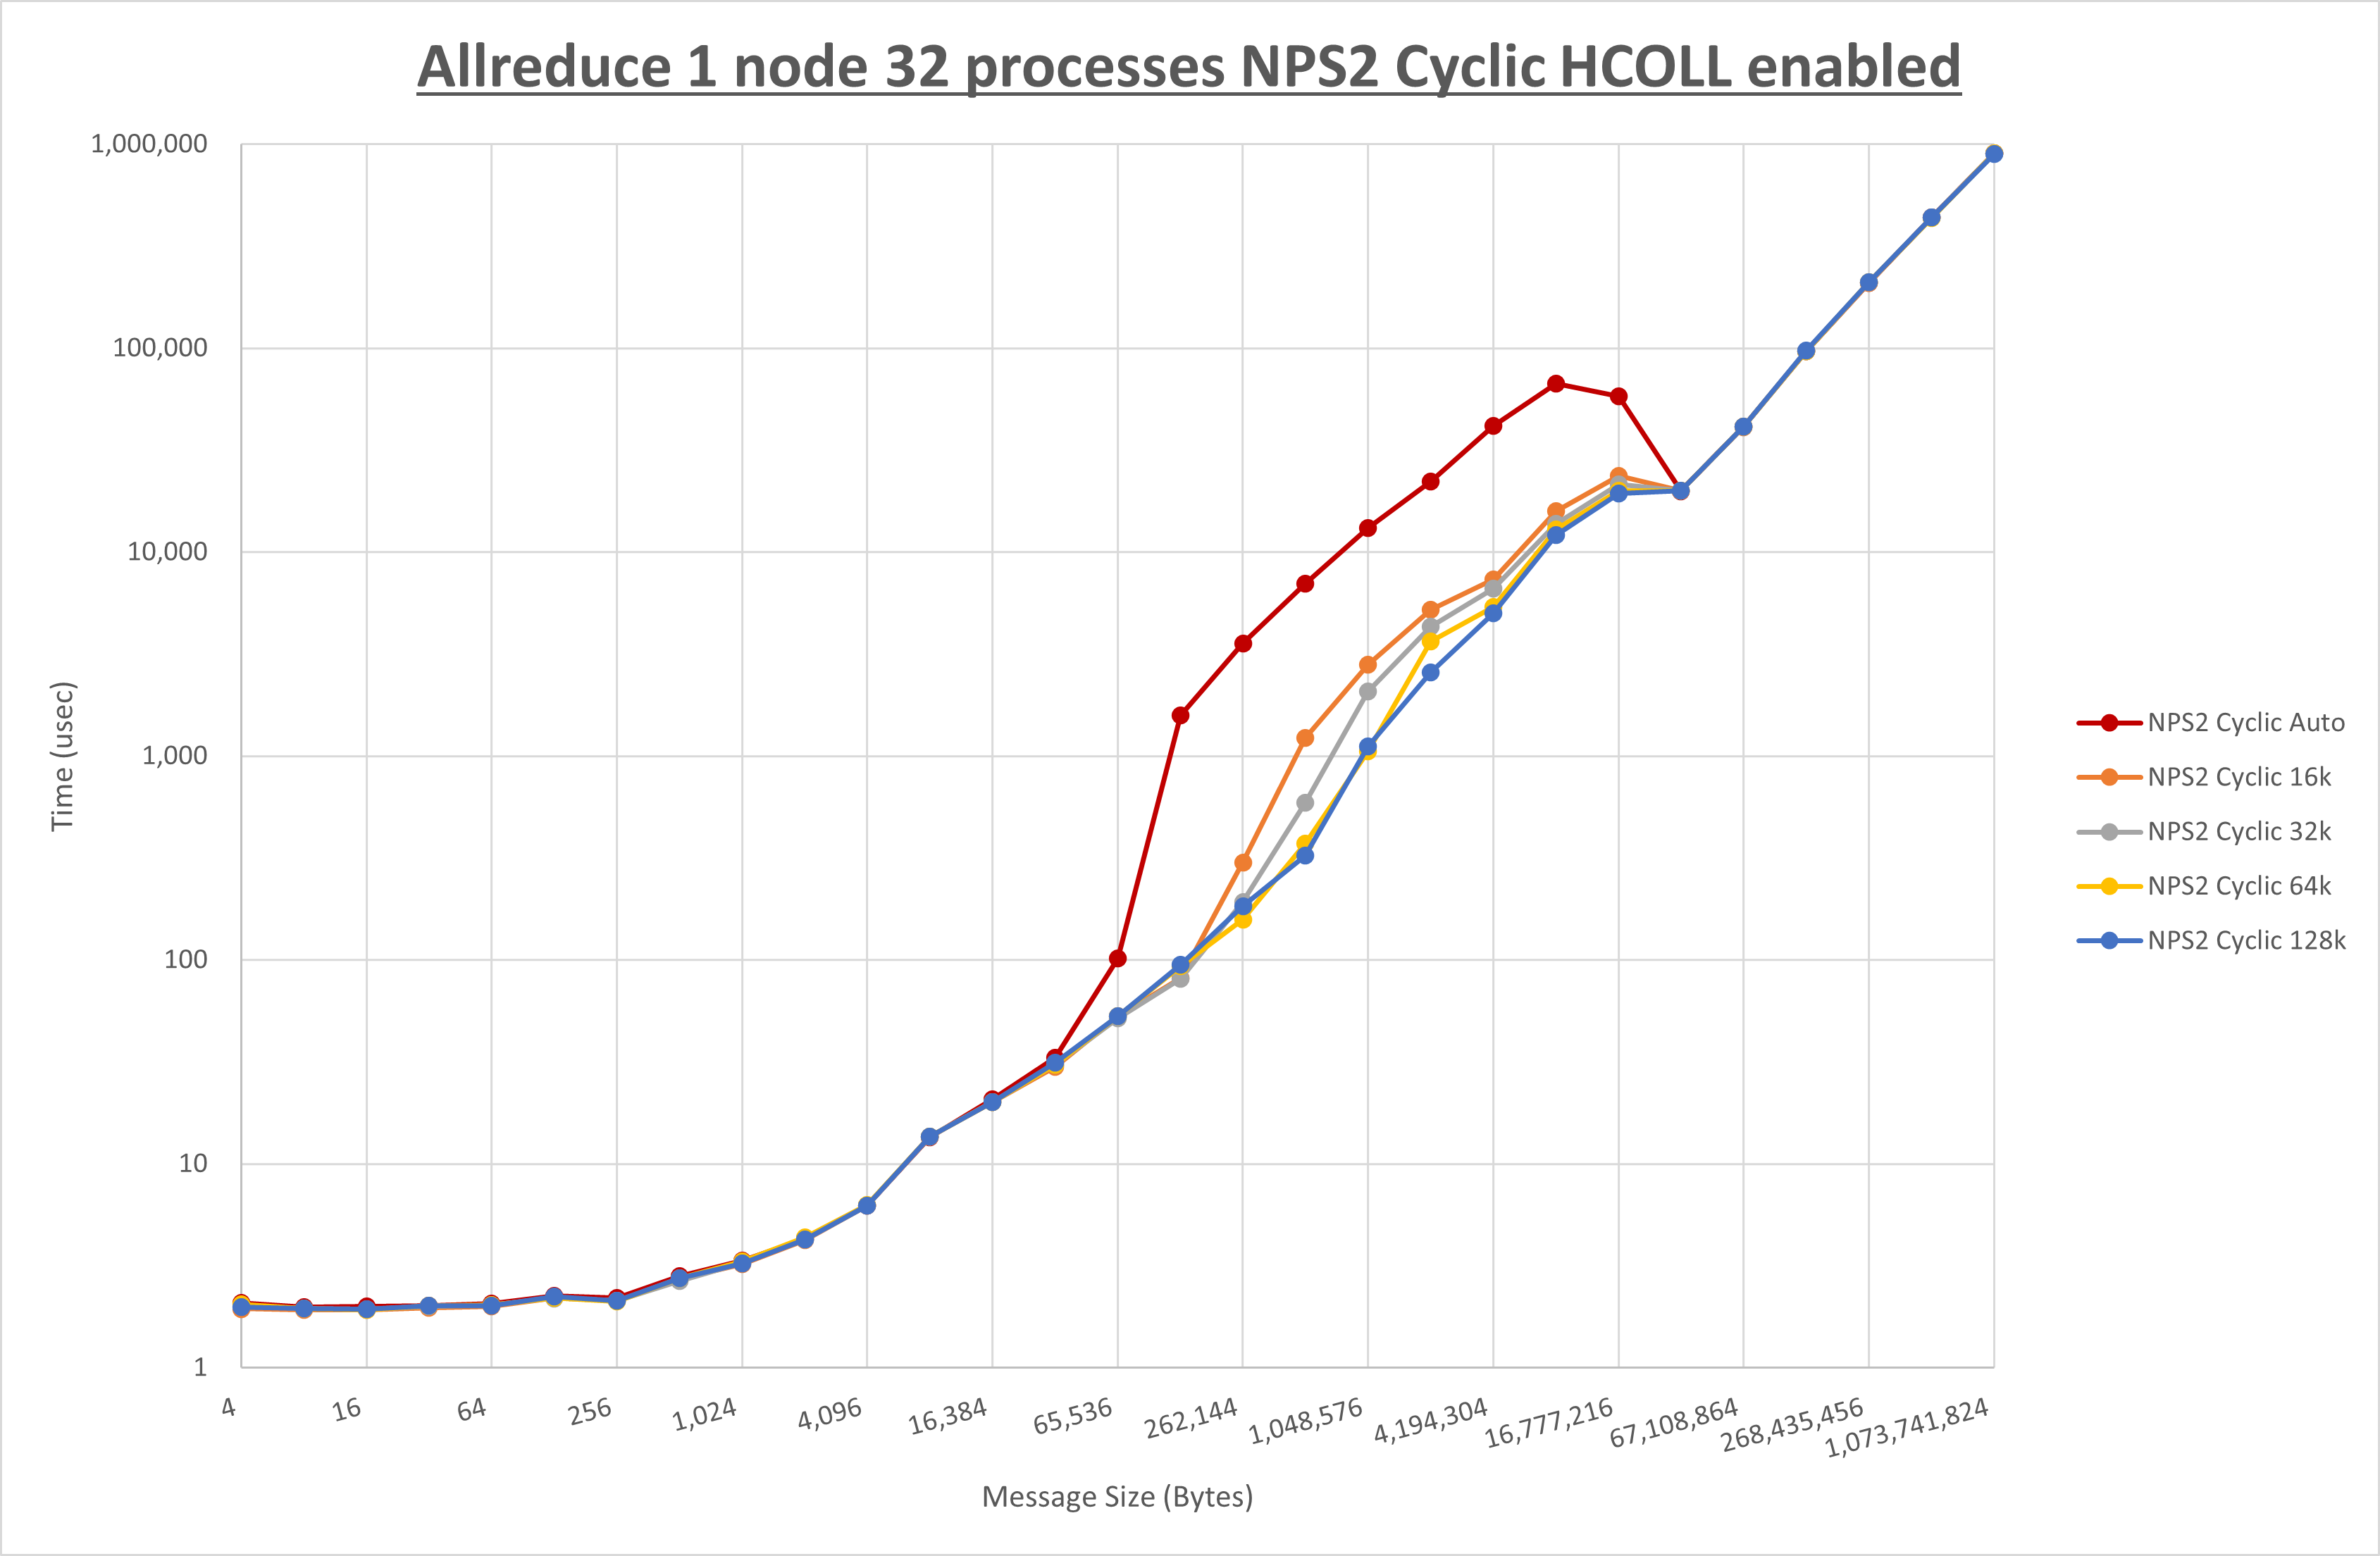 Allreduce 1 node 32 processes NPS2 Cyclic HCOLL enabled
1,000,000
100,000
10,000
1,000
100
10
1
Time (usec)
4
16
64
256
1,024
4,096
16,384
65,536
262,144
1,048,576
4,194,304
16,777,216
67,108,864
268,435,456
1,073,741,824
Message Size (Bytes)
NPS2 Cyclic Auto
NPS2 Cyclic 16k
NPS2 Cyclic 32k
NPS2 Cyclic 64k
NPS2 Cyclic 128k